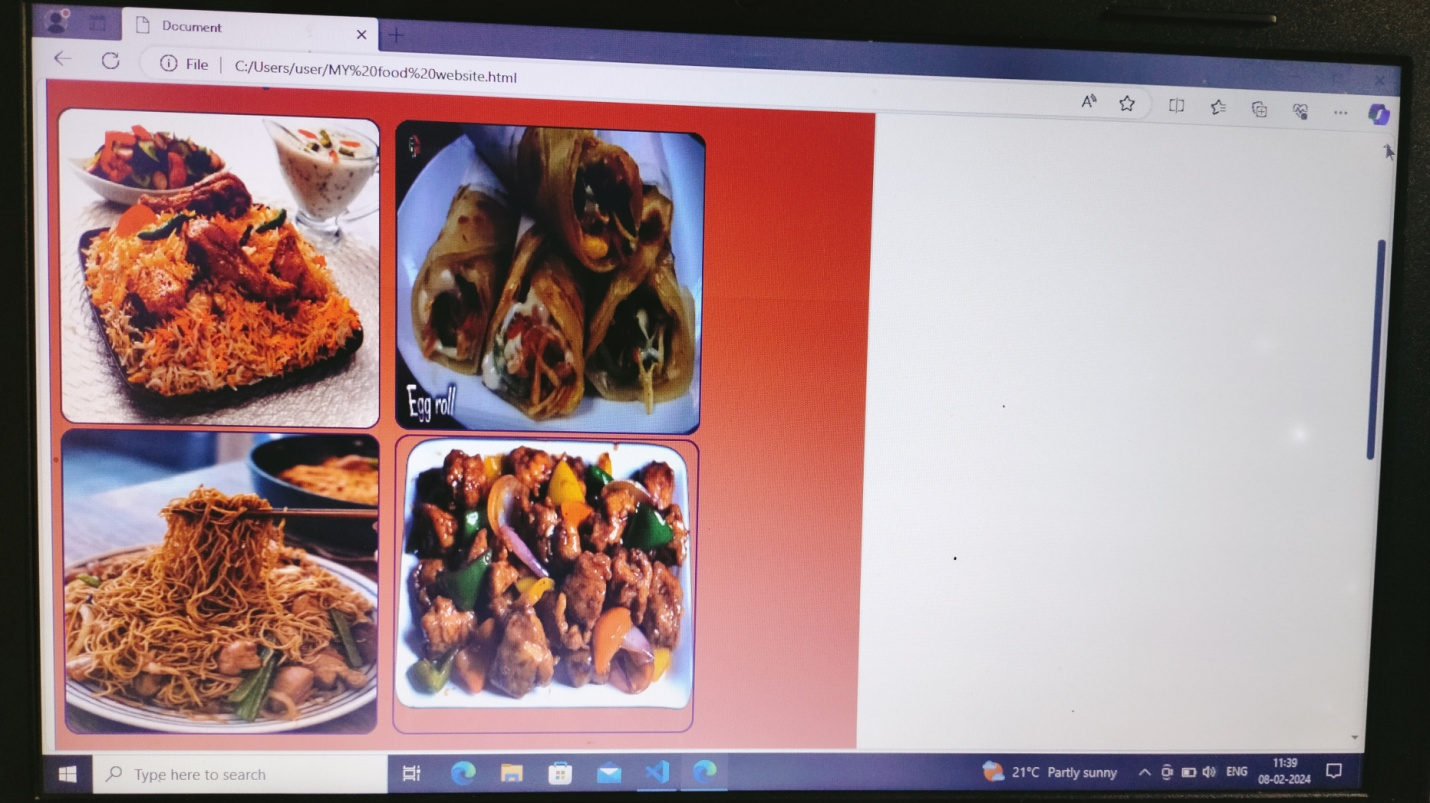 Document
File
C:/Users/user/MY%20food%20website.html
Egg roll
Type here to search
21°C Partly sunny
ENG
11:39
08-02-2024